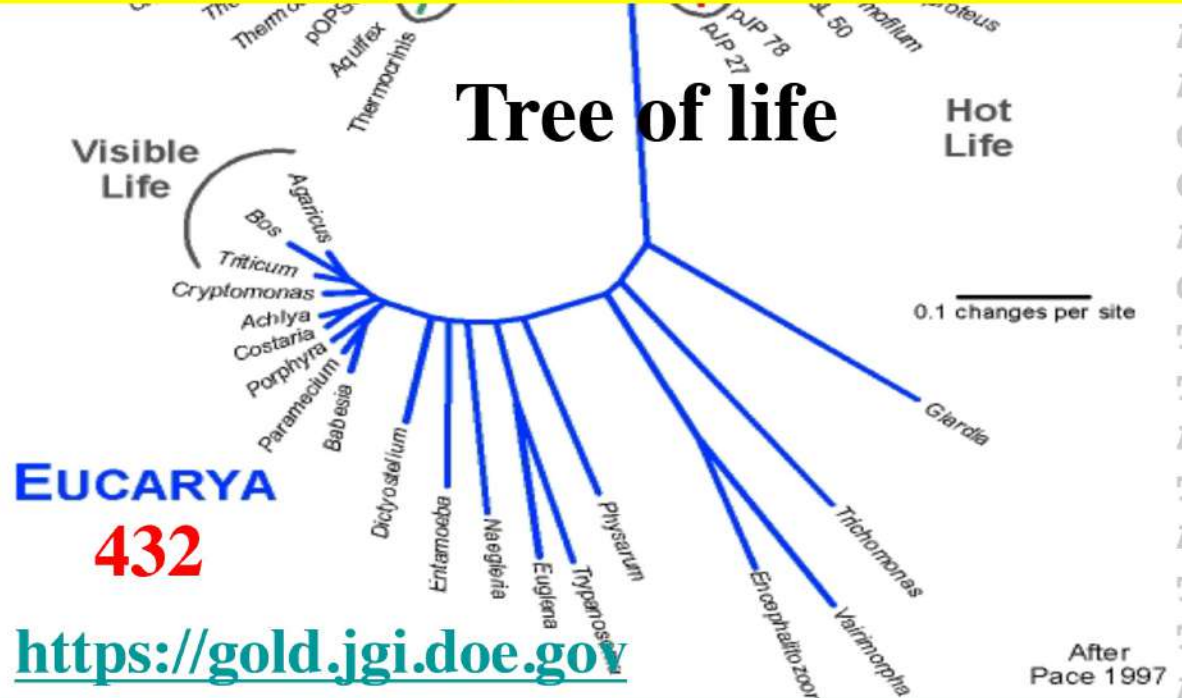 pOPS
Aquifex
Thermocrinis
pJP 78
pJP 27
Tree of life
Hot
Life
Visible
Life
Agaricus
Bos
Triticum
Cryptomonas
Achlya
Costaria
Porphyra
Paramecium
Babesia
0.1 changes per site
Giardia
EUCARYA
432
Dictyostelium
Entamoeba
Naegleria
Euglena
Physarum
Trichomonas
Vairimorpha
https://gold.jgi.doe.gov
After
Pace 1997